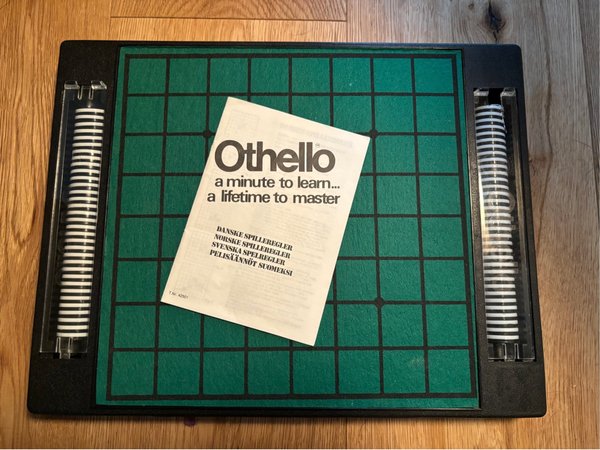 Othello
a minute to learn...
a lifetime to master
DANSKE SPILLEREGLER
NORSKE SPILLEREGLER
SVENSKA SPELREGLER
PELISÄÄNNÖT SUOMEKSI